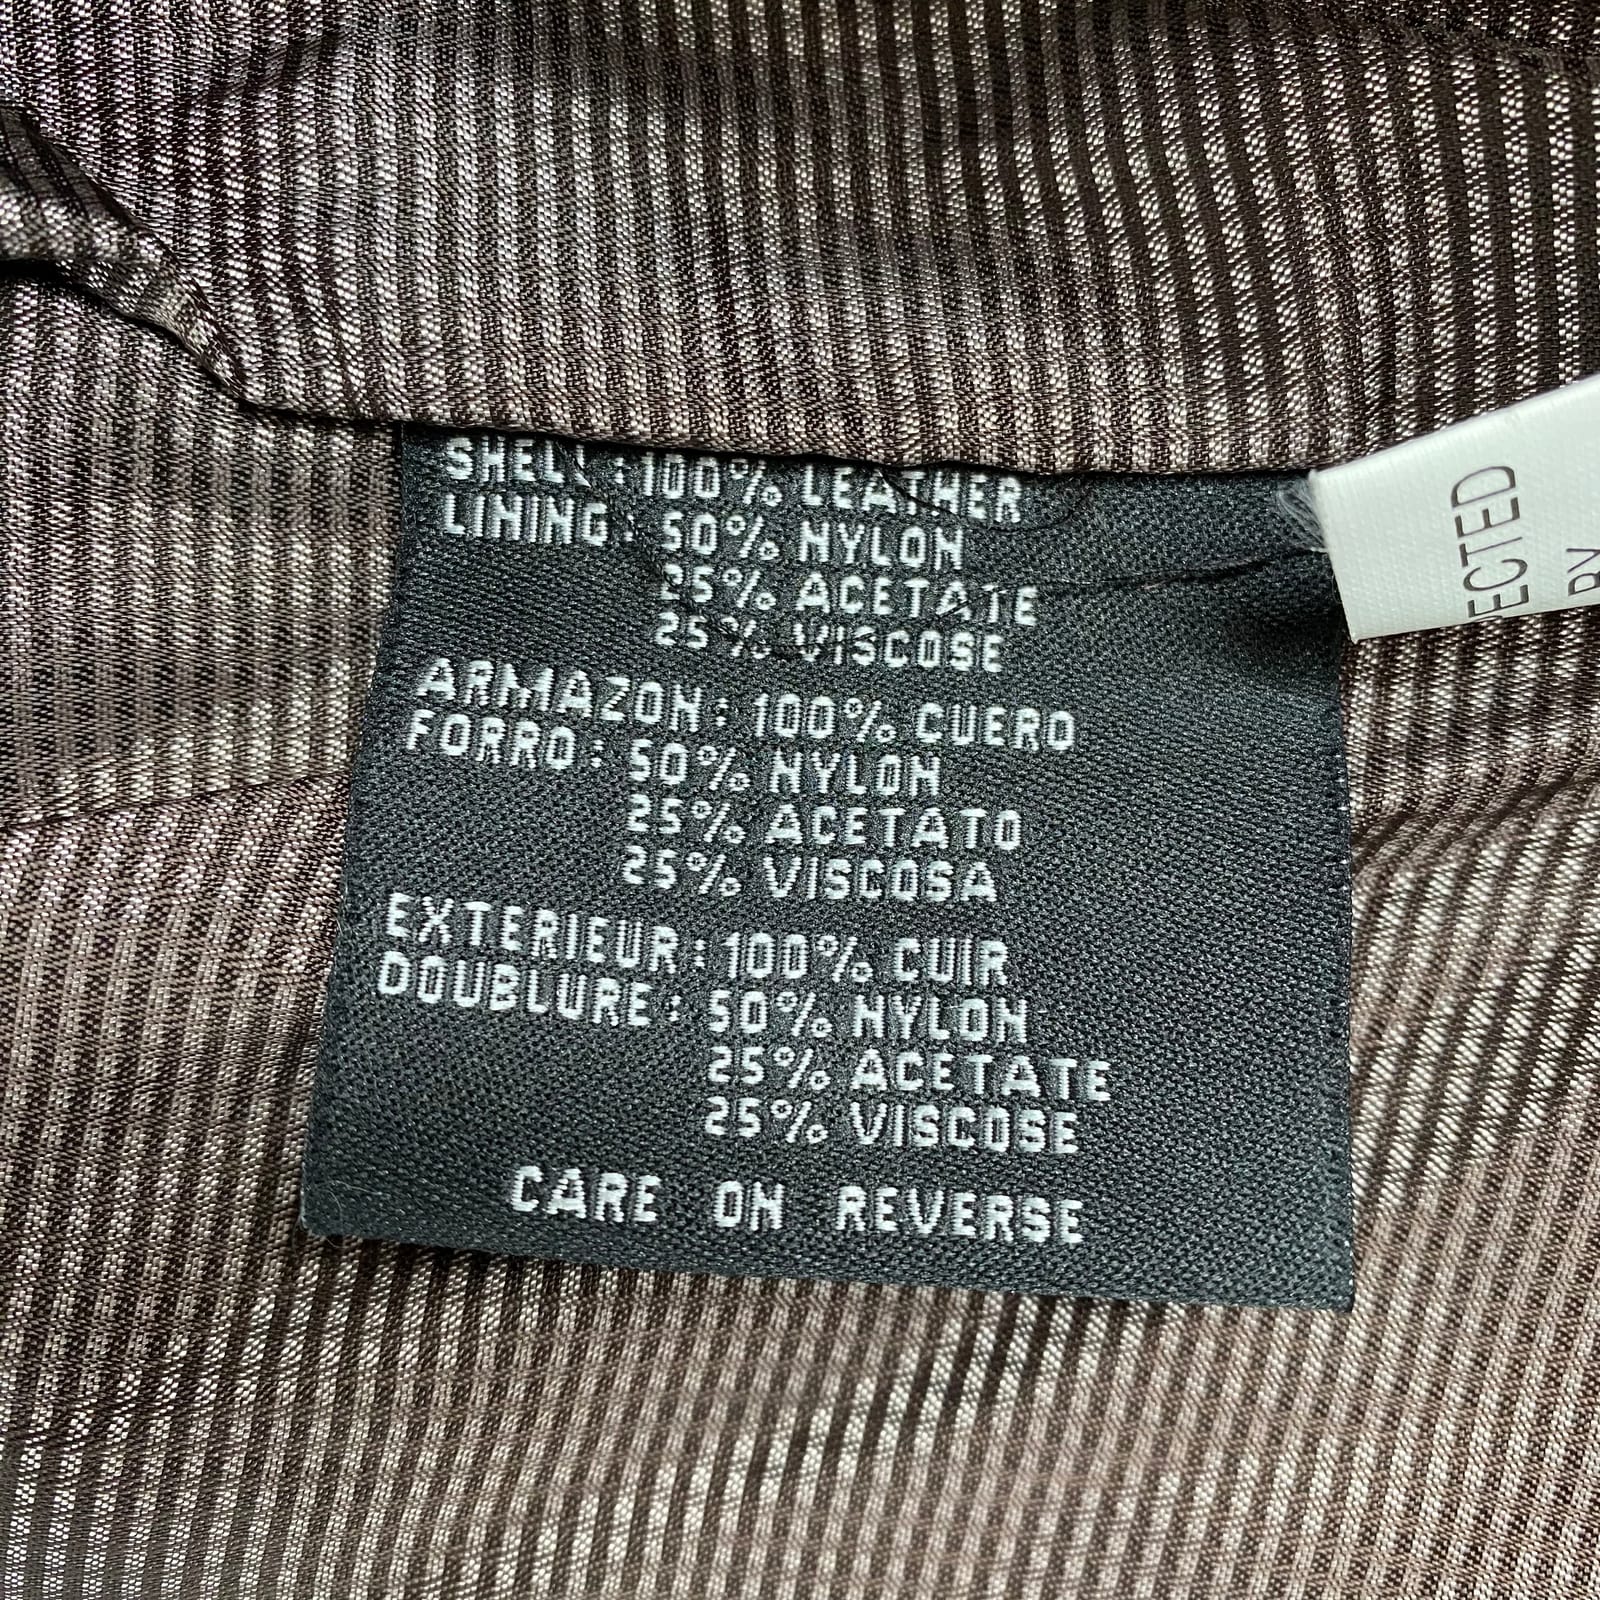 SHELL: 100% LEATHER
LINING: 50% NYLON
25% ACETATE
25% VISCOSE
ARMAZON: 100% CUERO
FORRO: 50% NYLON
25% ACETATO
25% VISCOSA
EXTERIEUR: 100% CUIR
DOUBLURE: 50% NYLON
25% ACETATE
25% VISCOSE
CARE ON REVERSE
ECTED
BY